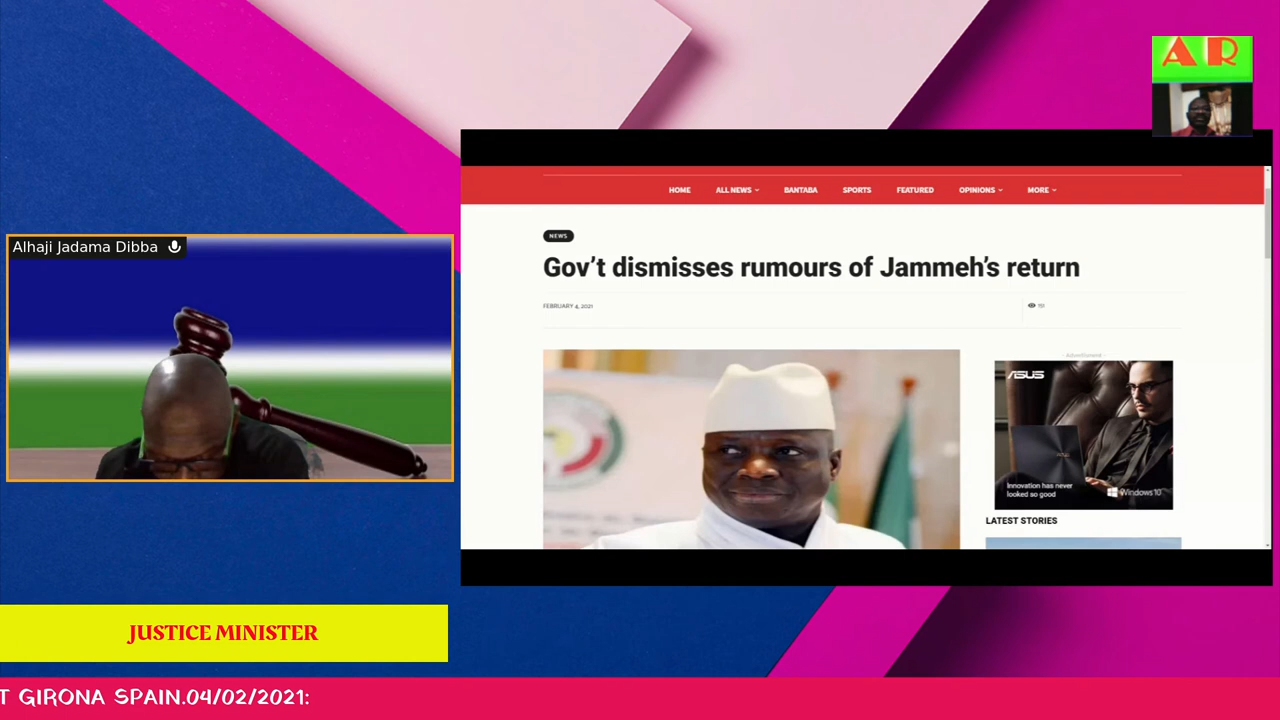 A R
Alhaji Jadama Dibba
HOME ALL NEWS BANTABA SPORTS FEATURED OPINIONS MORE
NEWS
Gov’t dismisses rumours of Jammeh’s return
FEBRUARY 4, 2021
- Advertisement -
ASUS
Innovation has never
looked so good
Windows 10
LATEST STORIES
JUSTICE MINISTER
T GIRONA SPAIN.04/02/2021: